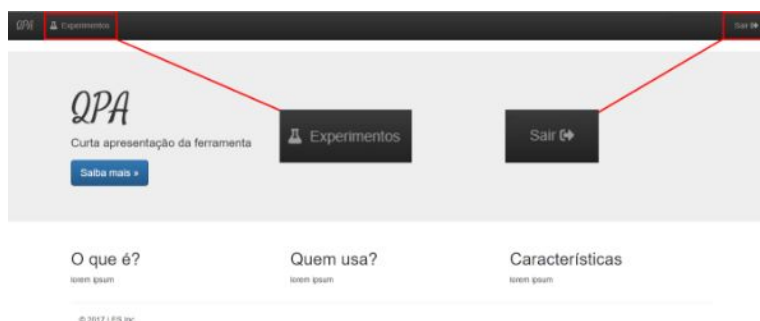 QPA Experimentos Sair
QPA
Curta apresentação da ferramenta
Experimentos
Sair
Saiba mais »
O que é? Quem usa? Características
lorem ipsum lorem ipsum lorem ipsum
© 2017 LES Inc.